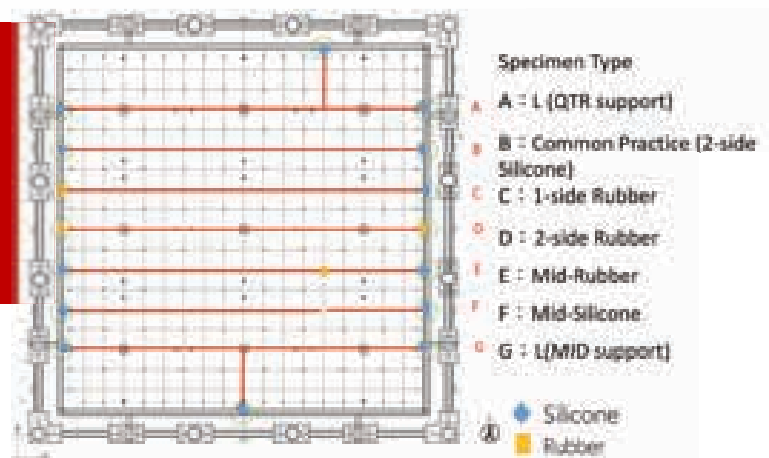 Specimen Type
A A : L (QTR support)
B B : Common Practice (2-side
Silicone)
C C : 1-side Rubber
D D : 2-side Rubber
E E : Mid-Rubber
F F : Mid-Silicone
G G : L(MID support)
Silicone
Rubber